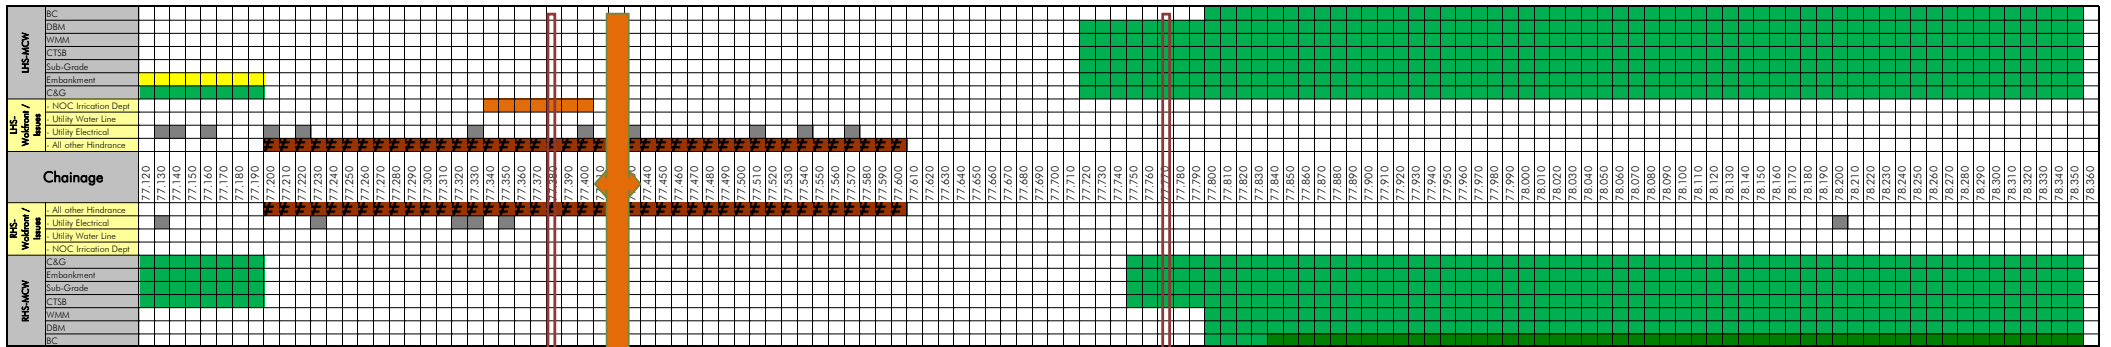 LHS-MCW
BC
DBM
WMM
CTSB
Sub-Grade
Embankment
C&G
LHS-
Wokfront /
Issues
- NOC Irrication Dept
- Utility Water Line
- Utility Electrical
- All other Hindrance
# # # # # # # # # # # # # # # # # # # # # # # # # # # # # # # # # # # # # # #
Chainage
77.120 77.130 77.140 77.150 77.160 77.170 77.180 77.190 77.200 77.210 77.220 77.230 77.240 77.250 77.260 77.270 77.280 77.290 77.300 77.310 77.320 77.330 77.340 77.350 77.360 77.370 77.380 77.390 77.400 77.440 77.450 77.460 77.470 77.480 77.490 77.500 77.510 77.520 77.530 77.540 77.550 77.560 77.570 77.580 77.590 77.600 77.610 77.620 77.630 77.640 77.650 77.660 77.670 77.680 77.690 77.700 77.710 77.720 77.730 77.740 77.750 77.760 77.770 77.780 77.790 77.800 77.810 77.820 77.830 77.840 77.850 77.860 77.870 77.880 77.890 77.900 77.910 77.920 77.930 77.940 77.950 77.960 77.970 77.980 77.990 78.000 78.010 78.020 78.030 78.040 78.050 78.060 78.070 78.080 78.090 78.100 78.110 78.120 78.130 78.140 78.150 78.160 78.170 78.180 78.190 78.200 78.210 78.220 78.230 78.240 78.250 78.260 78.270 78.280 78.290 78.300 78.310 78.320 78.330 78.340 78.350 78.360
RHS-
Wokfront /
Issues
- All other Hindrance
# # # # # # # # # # # # # # # # # # # # # # # # # # # # # # # # # # # # # # #
- Utility Electrical
- Utility Water Line
- NOC Irrication Dept
RHS-MCW
C&G
Embankment
Sub-Grade
CTSB
WMM
DBM
BC